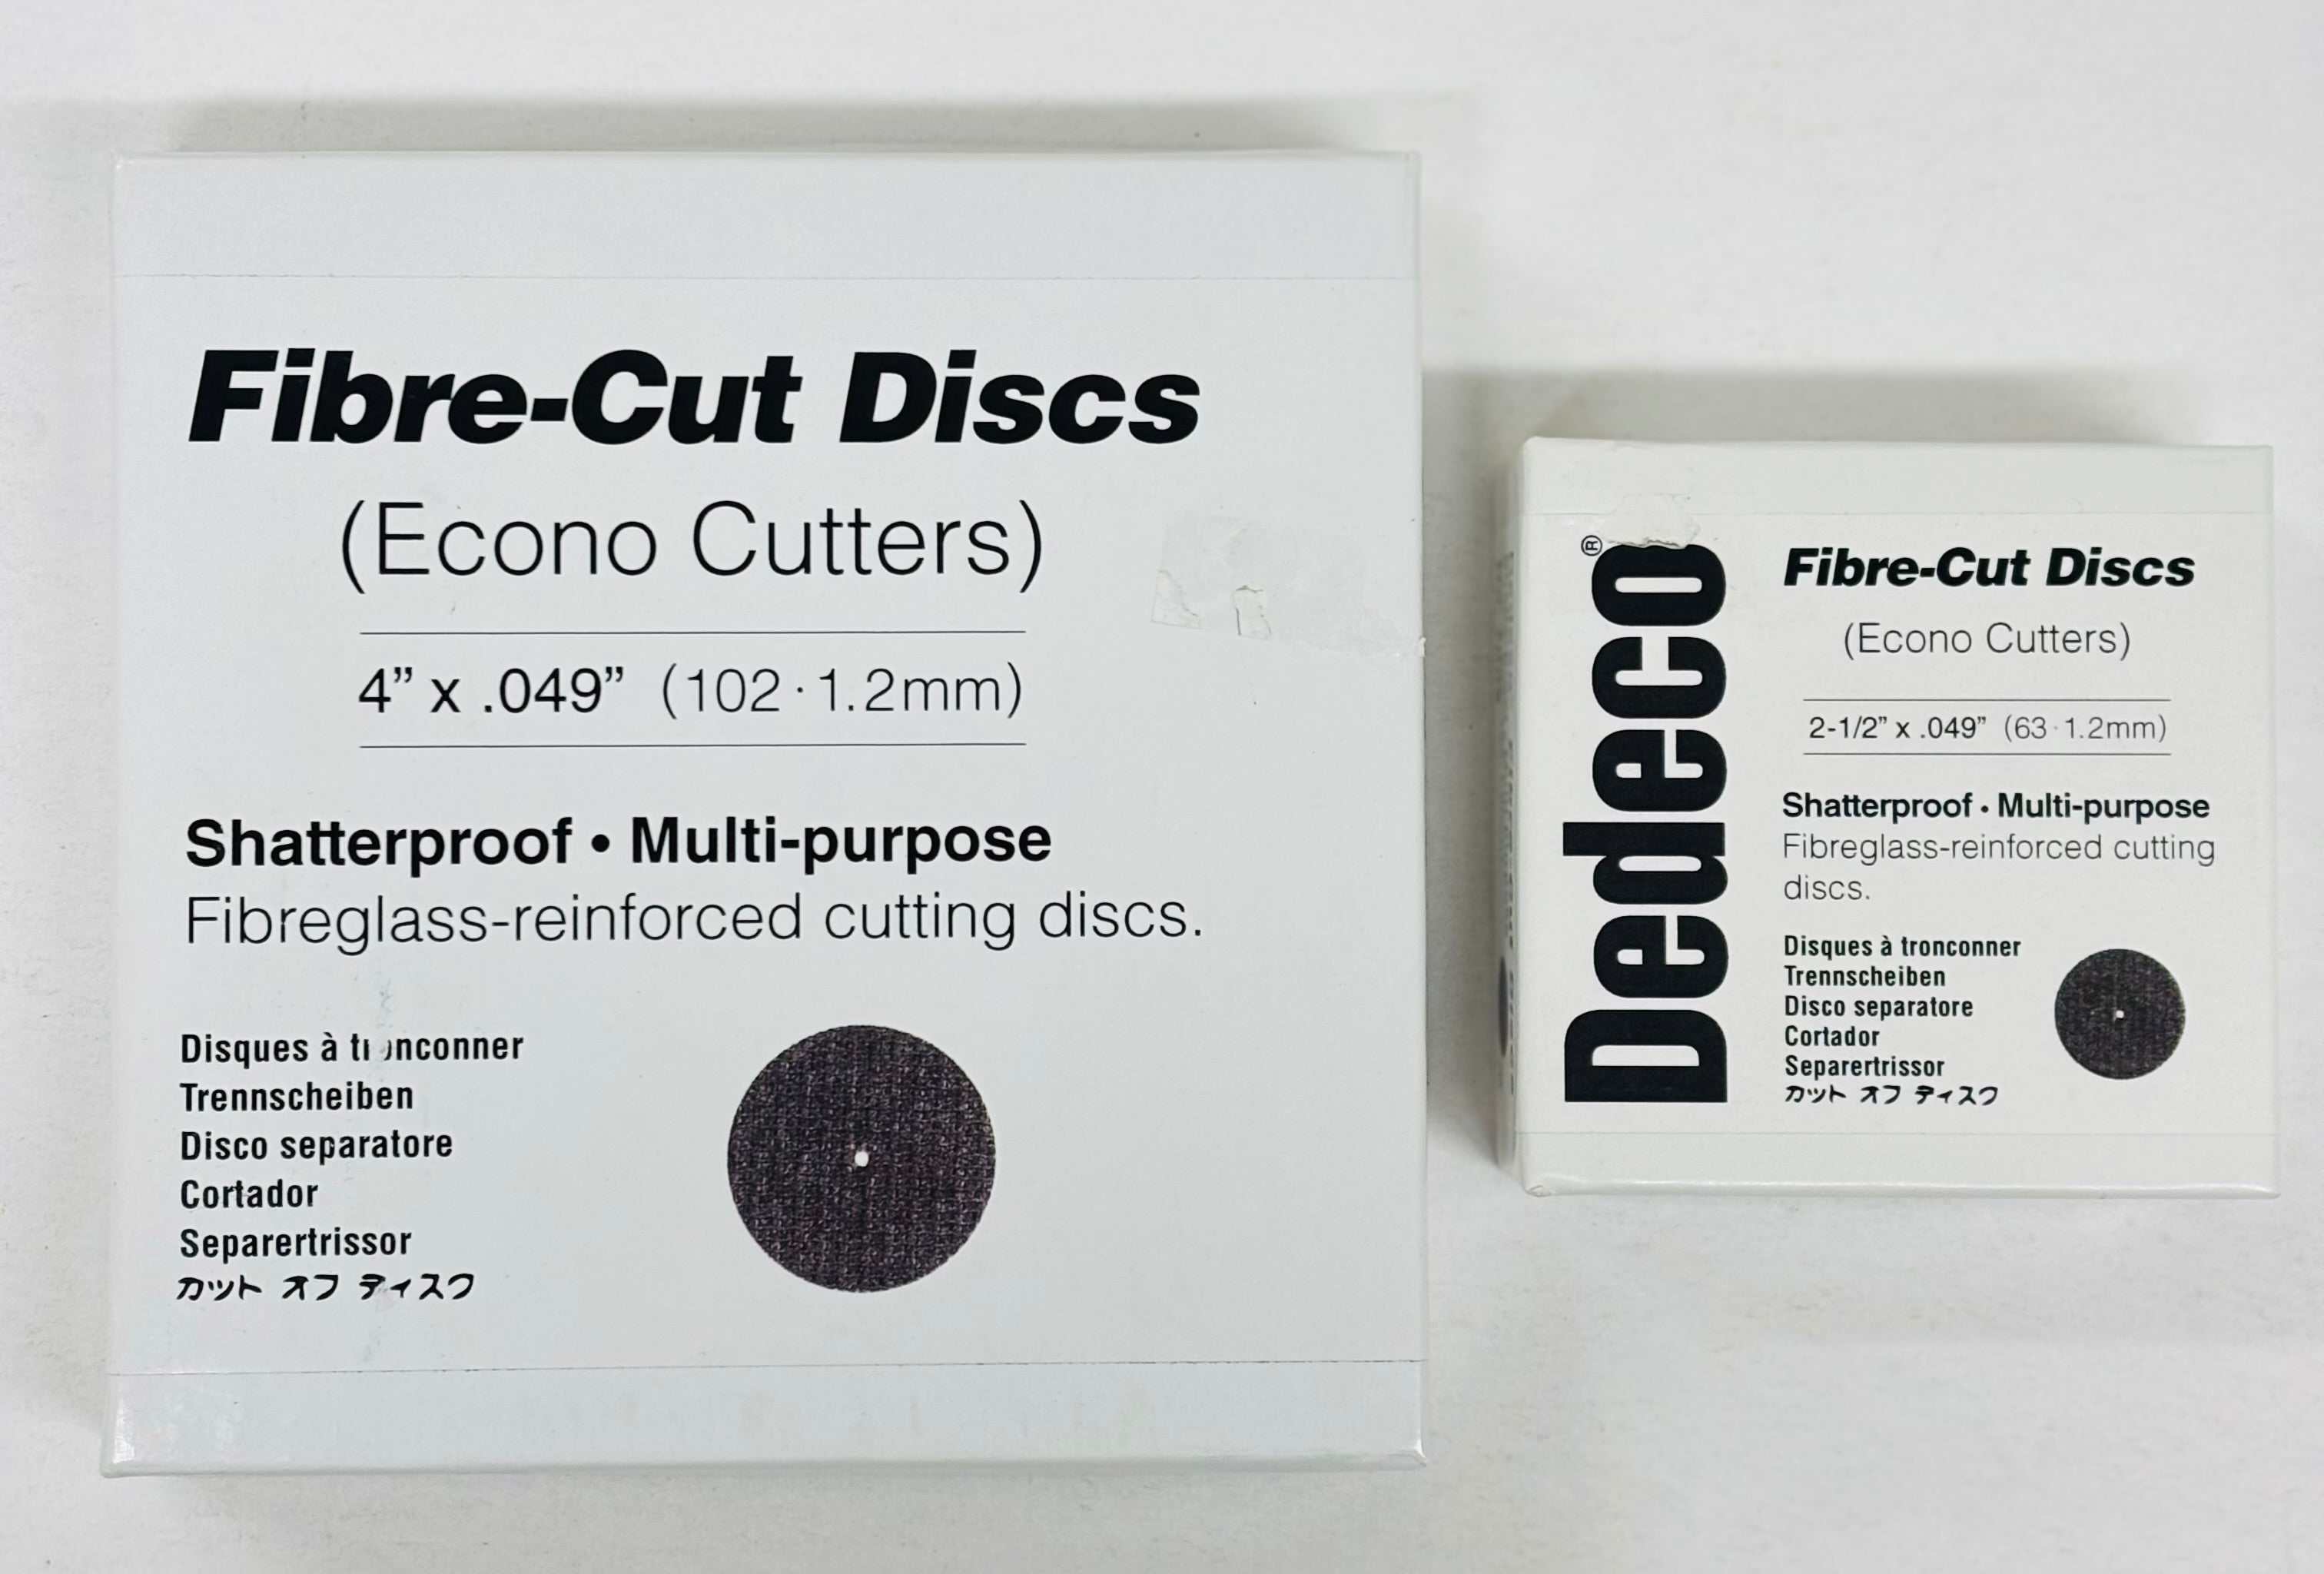 Fibre-Cut Discs
(Econo Cutters)
4” x .049” (102·1.2mm)
Shatterproof • Multi-purpose
Fibreglass-reinforced cutting discs.
Disques à
Trennscheiben
Disco separatore
Cortador
Separertrissor
カット オフ ディスク
Dedeco®
Fibre-Cut Discs
(Econo Cutters)
2-1/2” x .049” (63·1.2mm)
Shatterproof • Multi-purpose
Fibreglass-reinforced cutting
discs.
Disques à tronconner
Trennscheiben
Disco separatore
Cortador
Separertrissor
カット オフ ディスク